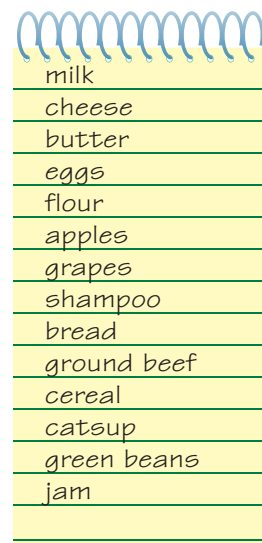 milk
cheese
butter
eggs
flour
apples
grapes
shampoo
bread
ground beef
cereal
catsup
green beans
jam